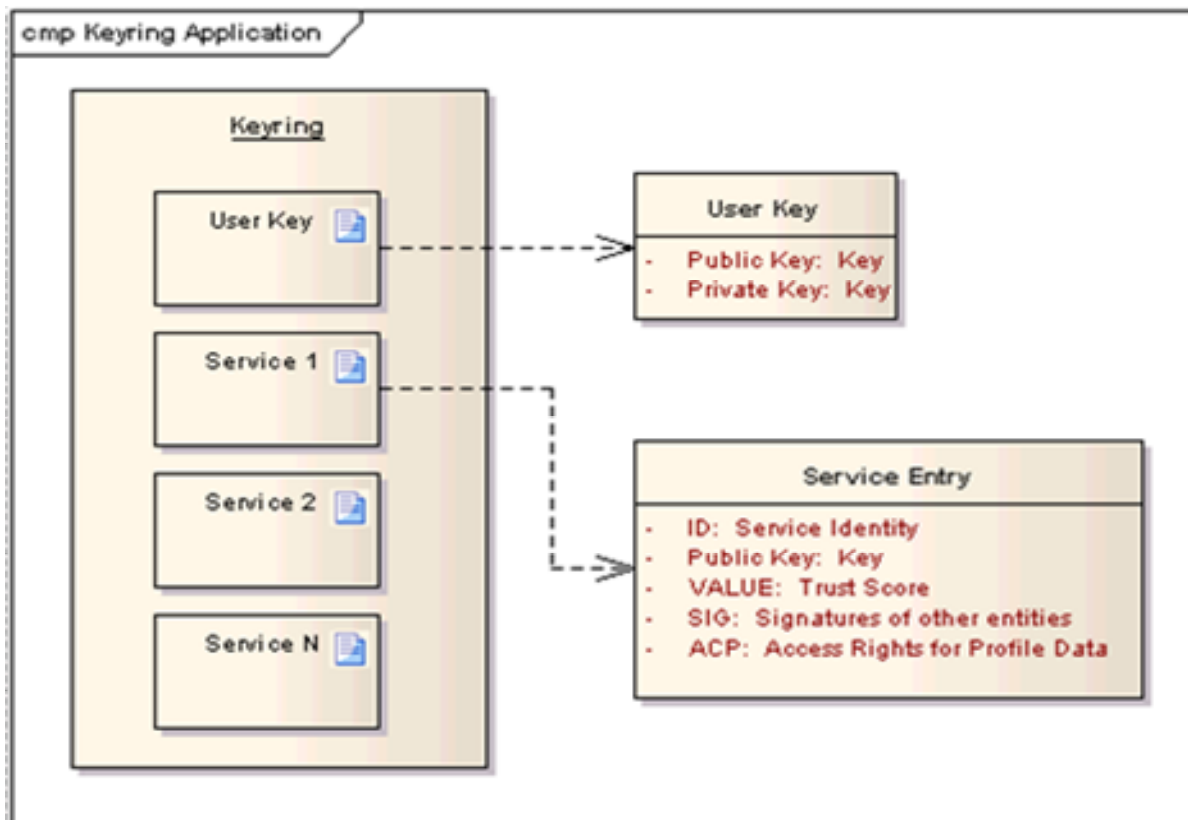 cmp Keyring Application
Keyring
User Key
Service 1
Service 2
Service N
User Key
- Public Key: Key
- Private Key: Key
Service Entry
- ID: Service Identity
- Public Key: Key
- VALUE: Trust Score
- SIG: Signatures of other entities
- ACP: Access Rights for Profile Data